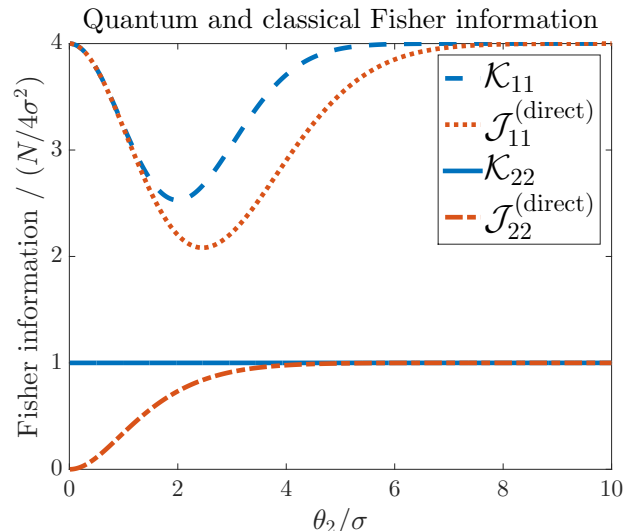 Quantum and classical Fisher information
Fisher information / (N/4σ²)
4
3
2
1
0
0 2 4 6 8 10
θ₂/σ
𝒦₁₁
𝒥₁₁^(direct)
𝒦₂₂
𝒥₂₂^(direct)